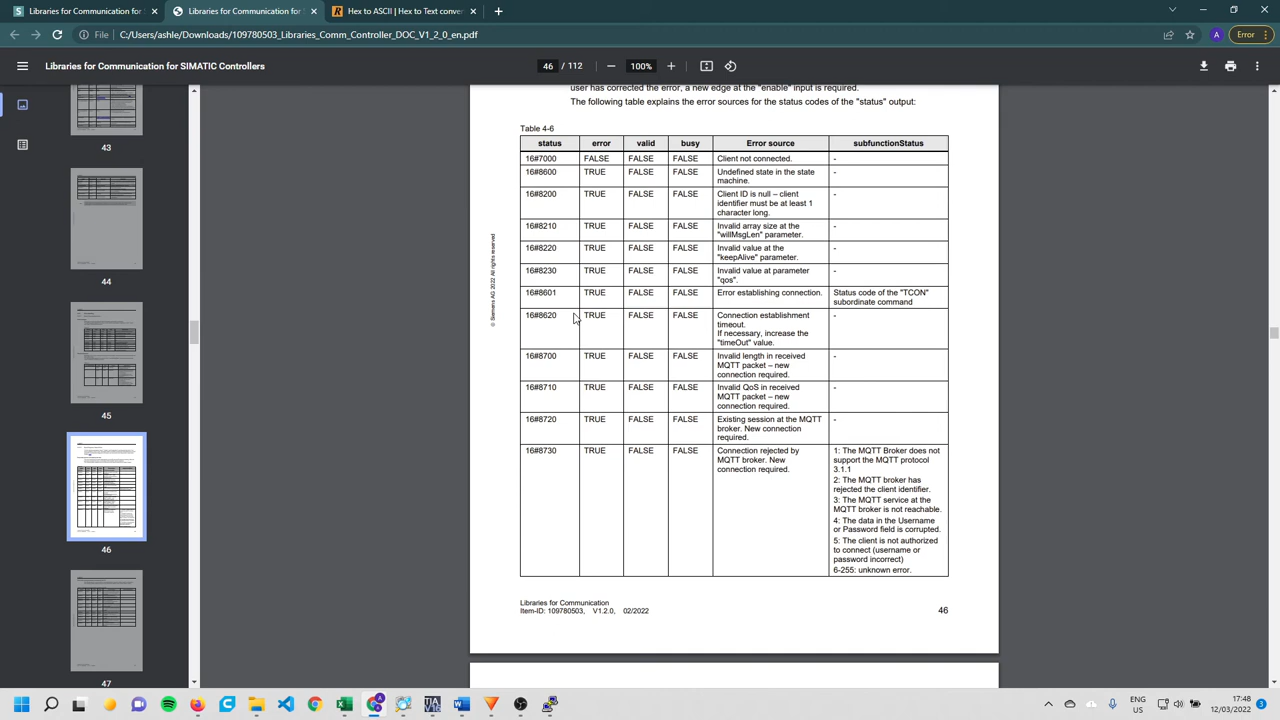 Libraries for Communication for
Libraries for Communication for
Hex to ASCII | Hex to Text conver
File
C:/Users/ashle/Downloads/109780503_Libraries_Comm_Controller_DOC_V1_2_0_en.pdf
A
Error
Libraries for Communication for SIMATIC Controllers
46 / 112
100%
43
44
45
46
47
user has corrected the error, a new edge at the "enable" input is required.
The following table explains the error sources for the status codes of the "status" output:
Table 4-6
status error valid busy Error source subfunctionStatus
16#7000 FALSE FALSE FALSE Client not connected. -
16#8600 TRUE FALSE FALSE Undefined state in the state -
machine.
16#8200 TRUE FALSE FALSE Client ID is null – client -
identifier must be at least 1
character long.
16#8210 TRUE FALSE FALSE Invalid array size at the -
"willMsgLen" parameter.
16#8220 TRUE FALSE FALSE Invalid value at the -
"keepAlive" parameter.
16#8230 TRUE FALSE FALSE Invalid value at parameter -
"qos".
16#8601 TRUE FALSE FALSE Error establishing connection. Status code of the "TCON"
subordinate command
16#8620 TRUE FALSE FALSE Connection establishment -
timeout.
If necessary, increase the
"timeOut" value.
16#8700 TRUE FALSE FALSE Invalid length in received -
MQTT packet – new
connection required.
16#8710 TRUE FALSE FALSE Invalid QoS in received -
MQTT packet – new
connection required.
16#8720 TRUE FALSE FALSE Existing session at the MQTT -
broker. New connection
required.
16#8730 TRUE FALSE FALSE Connection rejected by
MQTT broker. New
connection required.
1: The MQTT Broker does not
support the MQTT protocol
3.1.1
2: The MQTT broker has
rejected the client identifier.
3: The MQTT service at the
MQTT broker is not reachable.
4: The data in the Username
or Password field is corrupted.
5: The client is not authorized
to connect (username or
password incorrect)
6-255: unknown error.
© Siemens AG 2022 All rights reserved
Libraries for Communication
Item-ID: 109780503, V1.2.0, 02/2022
46
ENG
US
17:48
12/03/2022
3